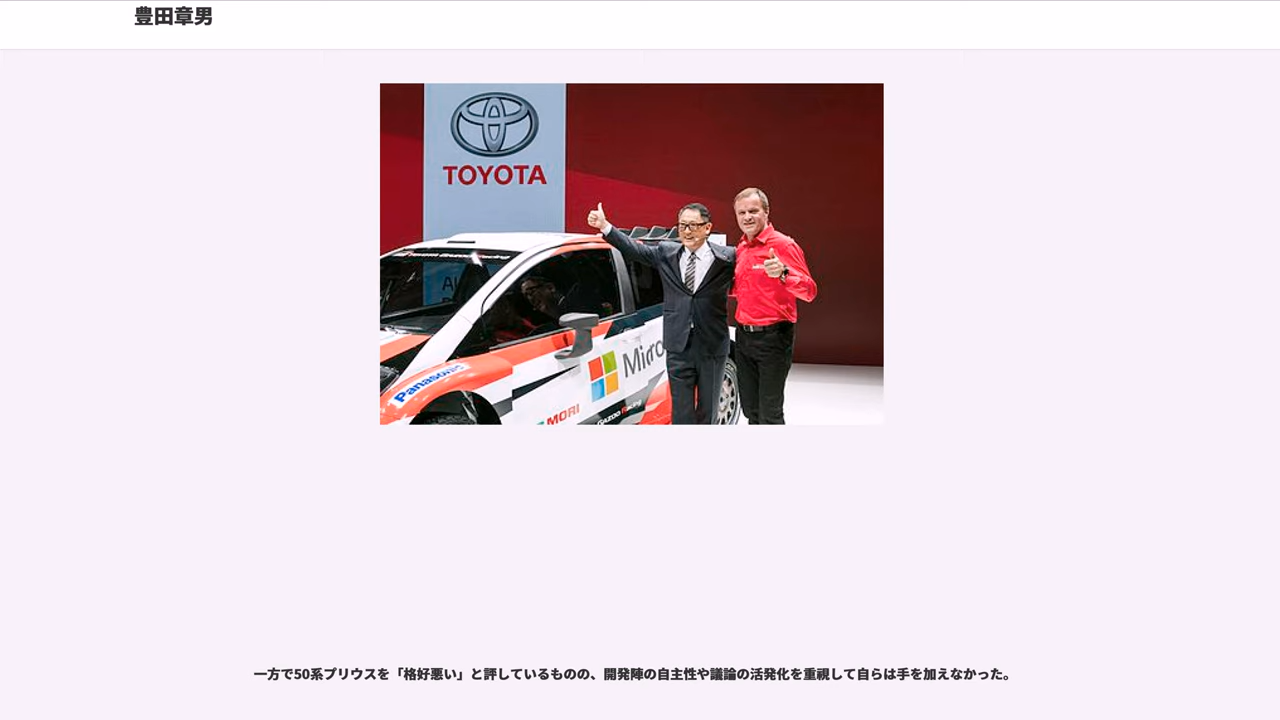 豊田章男
TOYOTA
Panasonic
Micro
MORI
GAZOO Racing
一方で50系プリウスを「格好悪い」と評しているものの、開発陣の自主性や議論の活発化を重視して自らは手を加えなかった。